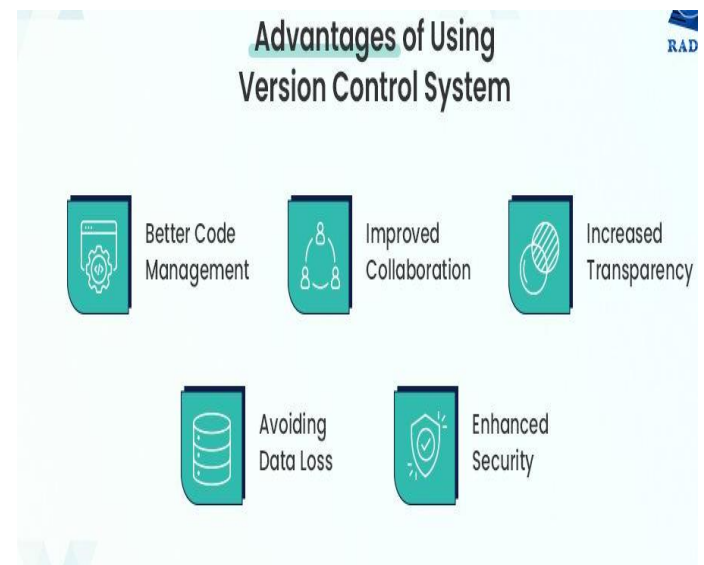 Advantages of Using
Version Control System
RAD
Better Code
Management
Improved
Collaboration
Increased
Transparency
Avoiding
Data Loss
Enhanced
Security